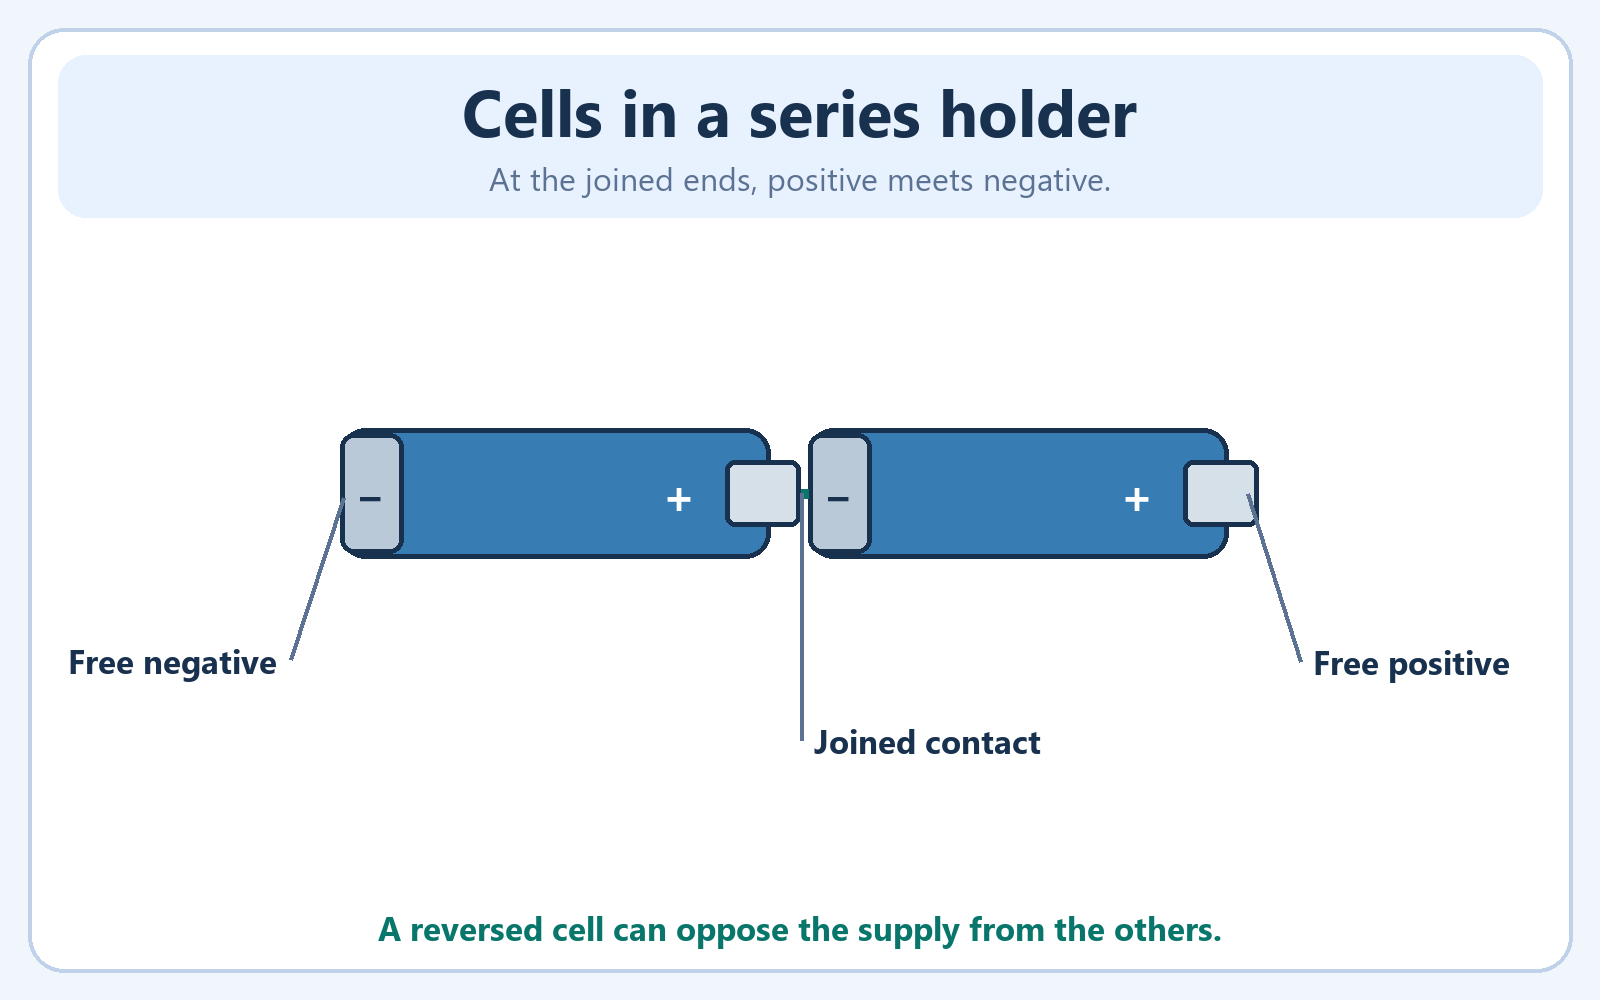 Cells in a series holder
At the joined ends, positive meets negative.
− + − +
Free negative
Free positive
Joined contact
A reversed cell can oppose the supply from the others.